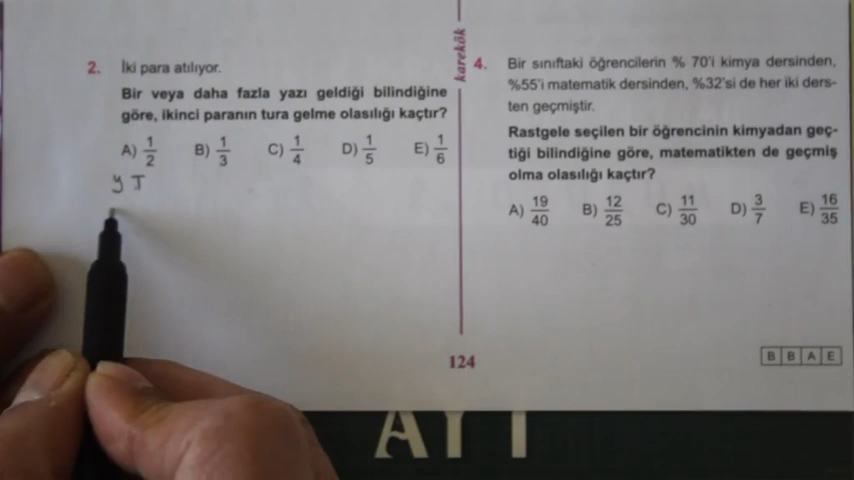 2. İki para atılıyor.
Bir veya daha fazla yazı geldiği bilindiğine
göre, ikinci paranın tura gelme olasılığı kaçtır?
A) 1/2 B) 1/3 C) 1/4 D) 1/5 E) 1/6
y T
karekök
4. Bir sınıftaki öğrencilerin % 70'i kimya dersinden,
%55'i matematik dersinden, %32'si de her iki ders-
ten geçmiştir.
Rastgele seçilen bir öğrencinin kimyadan geç-
tiği bilindiğine göre, matematikten de geçmiş
olma olasılığı kaçtır?
A) 19/40 B) 12/25 C) 11/30 D) 3/7 E) 16/35
124
B B A E
AYT